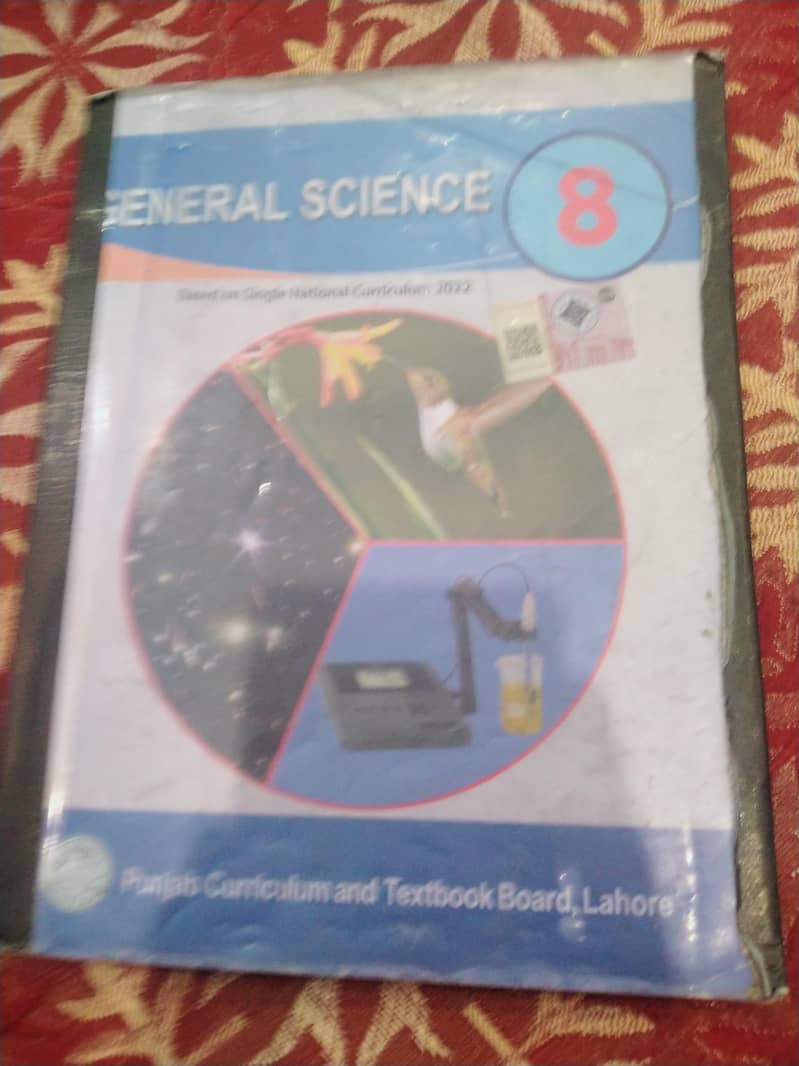 GENERAL SCIENCE
8
Based on Single National Curriculum 2022
Punjab Curriculum and Textbook Board, Lahore